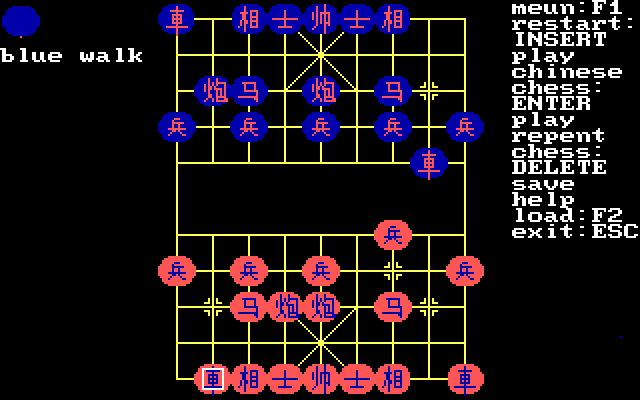 meun:F1
restart:
INSERT
play
chinese
chess:
ENTER
play
repent
chess:
DELETE
save
help
load:F2
exit:ESC
blue walk
車 相 士 帅 士 相
炮 马 炮 马
兵 兵 兵 兵 兵
車
兵
兵 兵 兵 兵
马 炮 炮 马
車 相 士 帅 士 相 車